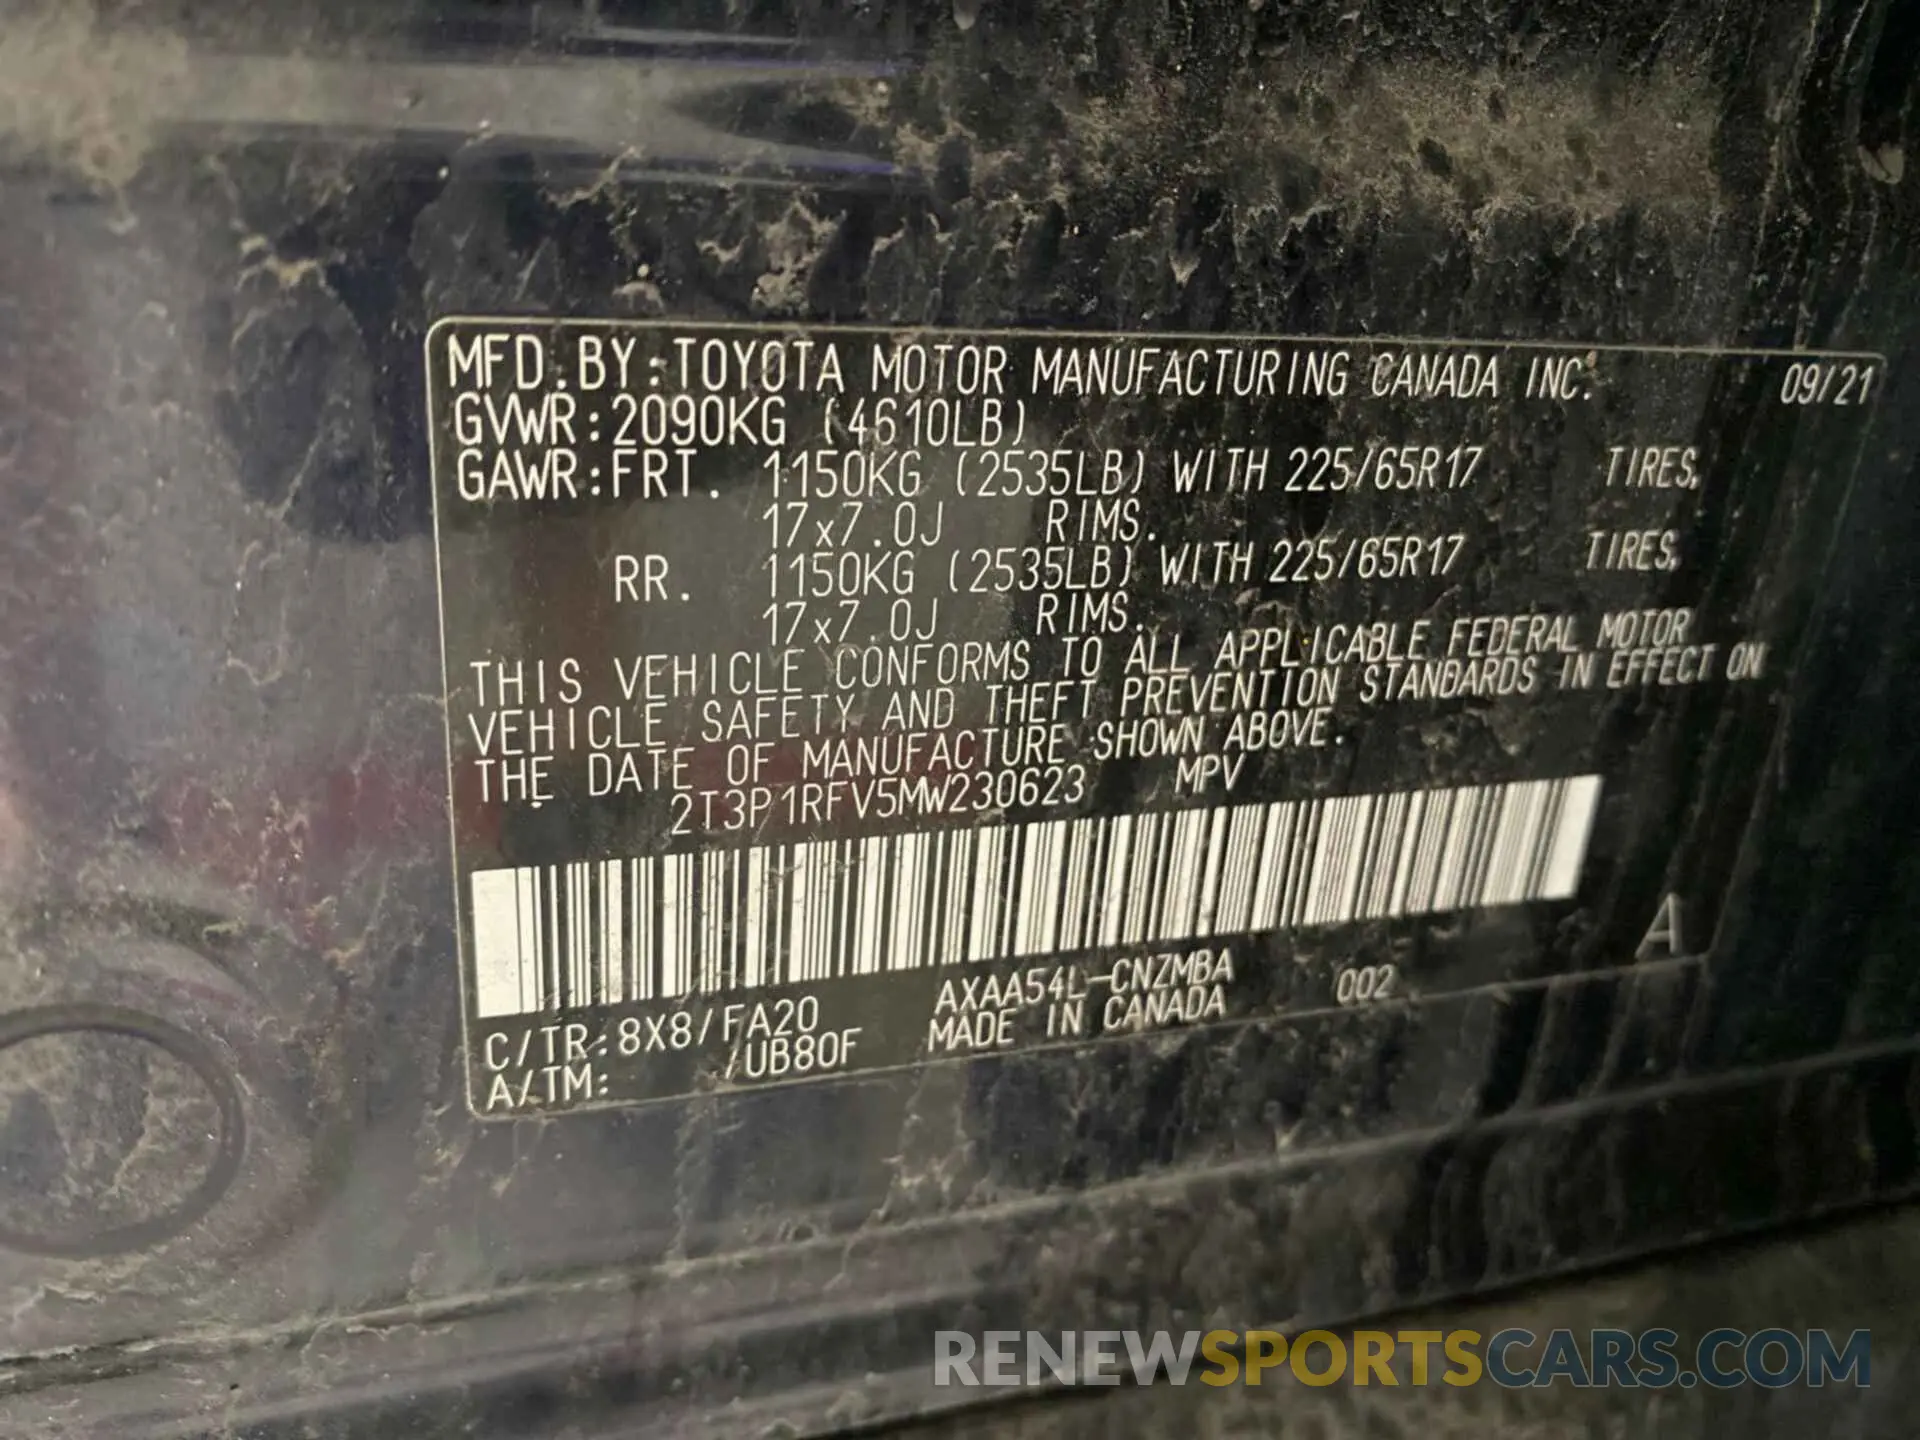 MFD.BY:TOYOTA MOTOR MANUFACTURING CANADA INC. 09/21
GVWR:2090KG (4610LB)
GAWR:FRT. 1150KG (2535LB) WITH 225/65R17 TIRES,
17x7.0J RIMS.
RR. 1150KG (2535LB) WITH 225/65R17 TIRES,
17x7.0J RIMS.
THIS VEHICLE CONFORMS TO ALL APPLICABLE FEDERAL MOTOR
VEHICLE SAFETY AND THEFT PREVENTION STANDARDS IN EFFECT ON
THE DATE OF MANUFACTURE SHOWN ABOVE.
2T3P1RFV5MW230623 MPV
A
C/TR:8X8/FA20 AXAA54L-CNZMBA 002
A/TM: /UB80F MADE IN CANADA
RENEWSPORTSCARS.COM